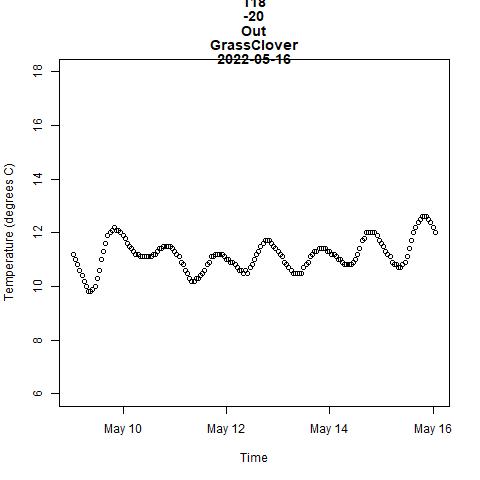 T18
-20
Out
GrassClover
2022-05-16
18
16
14
12
10
8
6
Temperature (degrees C)
May 10
May 12
May 14
May 16
Time